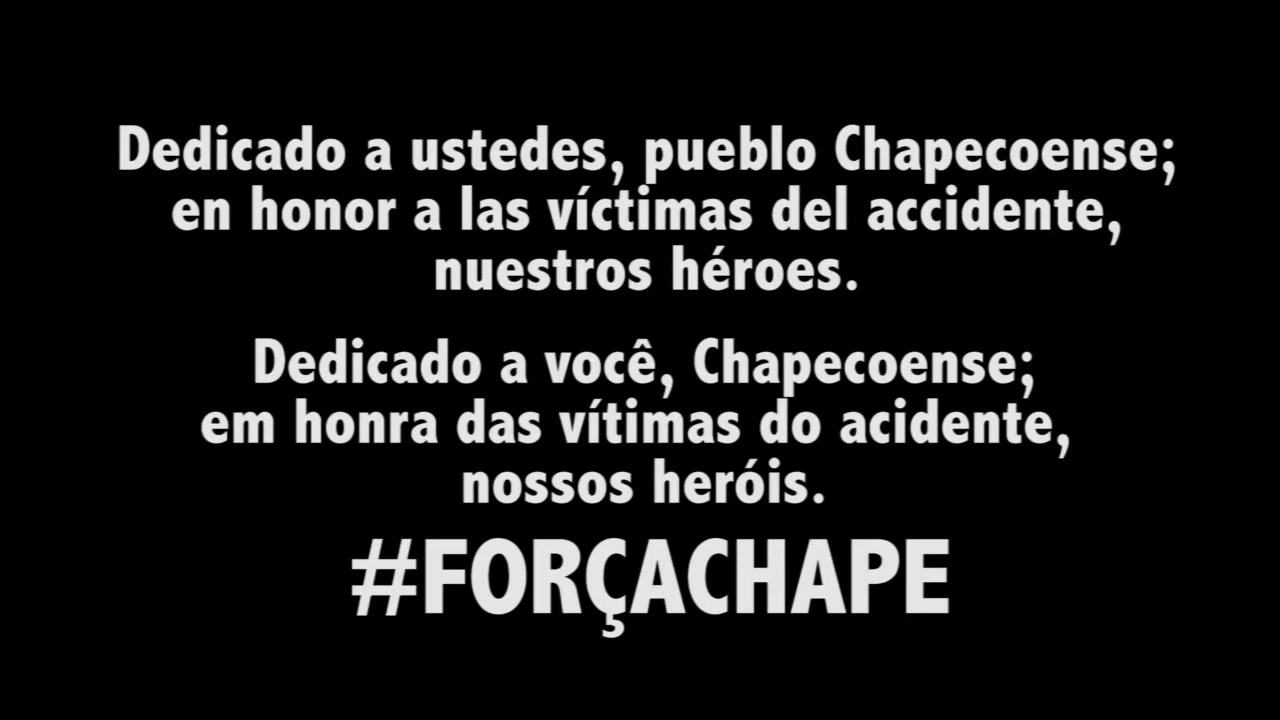 Dedicado a ustedes, pueblo Chapecoense;
en honor a las víctimas del accidente,
nuestros héroes.
Dedicado a você, Chapecoense;
em honra das vítimas do acidente,
nossos heróis.
#FORÇACHAPE